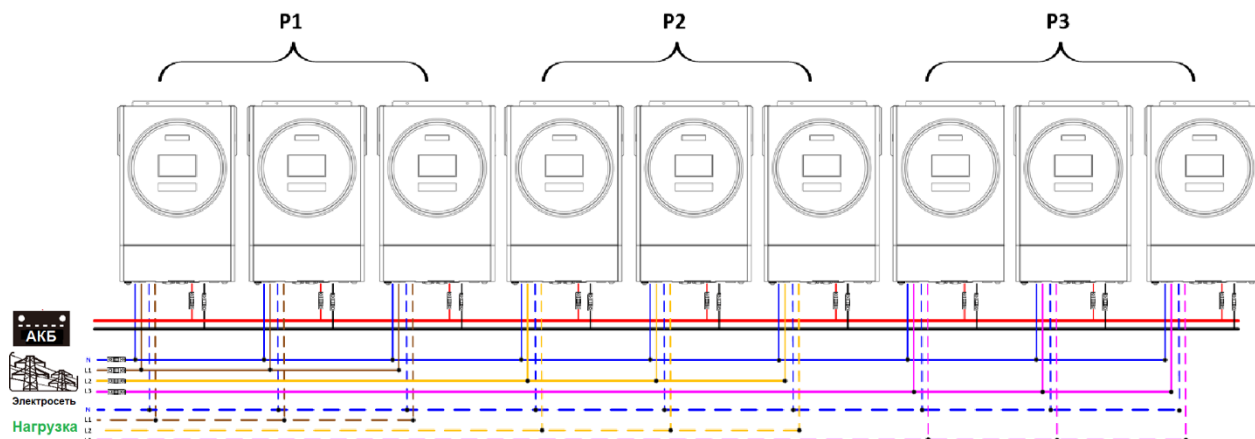 P1 P2 P3
АКБ
N
L1
L2
L3
Электросеть
N
L1
Нагрузка
L2